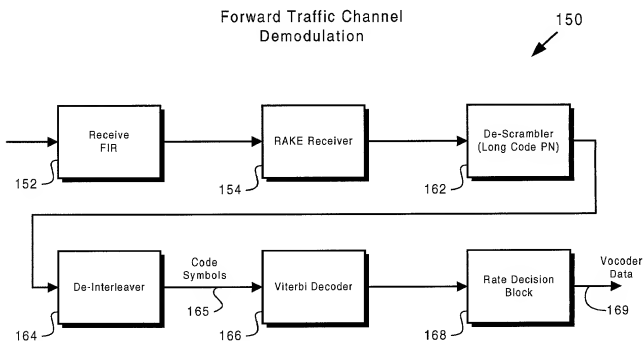 Forward Traffic Channel
Demodulation
150
Receive
FIR
RAKE Receiver
De-Scrambler
(Long Code PN)
152
154
162
De-Interleaver
Code
Symbols
Viterbi Decoder
Rate Decision
Block
Vocoder
Data
164
165
166
168
169